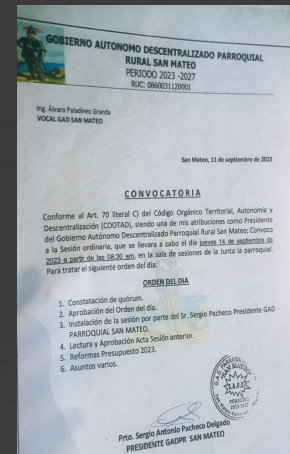 GOBIERNO AUTONOMO DESCENTRALIZADO PARROQUIAL
RURAL SAN MATEO
PERIODO 2023 -2027
RUC: 0860031120001
Ing. Álvaro Paladinez Granda
VOCAL GAD SAN MATEO
San Mateo, 11 de septiembre de 2023
CONVOCATORIA
Conforme al Art. 70 literal C) del Código Orgánico Territorial, Autonomía y
Descentralización (COOTAD), siendo una de mis atribuciones como Presidente
del Gobierno Autónomo Descentralizado Parroquial Rural San Mateo; Convoco
a la Sesión ordinaria, que se llevara a cabo el día jueves 14 de septiembre de
2023 a partir de las 08:30 am, en la sala de sesiones de la Junta la parroquial.
Para tratar el siguiente orden del día:
ORDEN DEL DIA
1. Constatación de quórum.
2. Aprobación del Orden del día.
3. Instalación de la sesión por parte del Sr. Sergio Pacheco Presidente GAD
PARROQUIAL SAN MATEO.
4. Lectura y Aprobación Acta Sesión anterior.
5. Reformas Presupuesto 2023.
6. Asuntos varios.
PERIODO
2023-2027
Prto. Sergio Antonio Pacheco Delgado
PRESIDENTE GADPR SAN MATEO